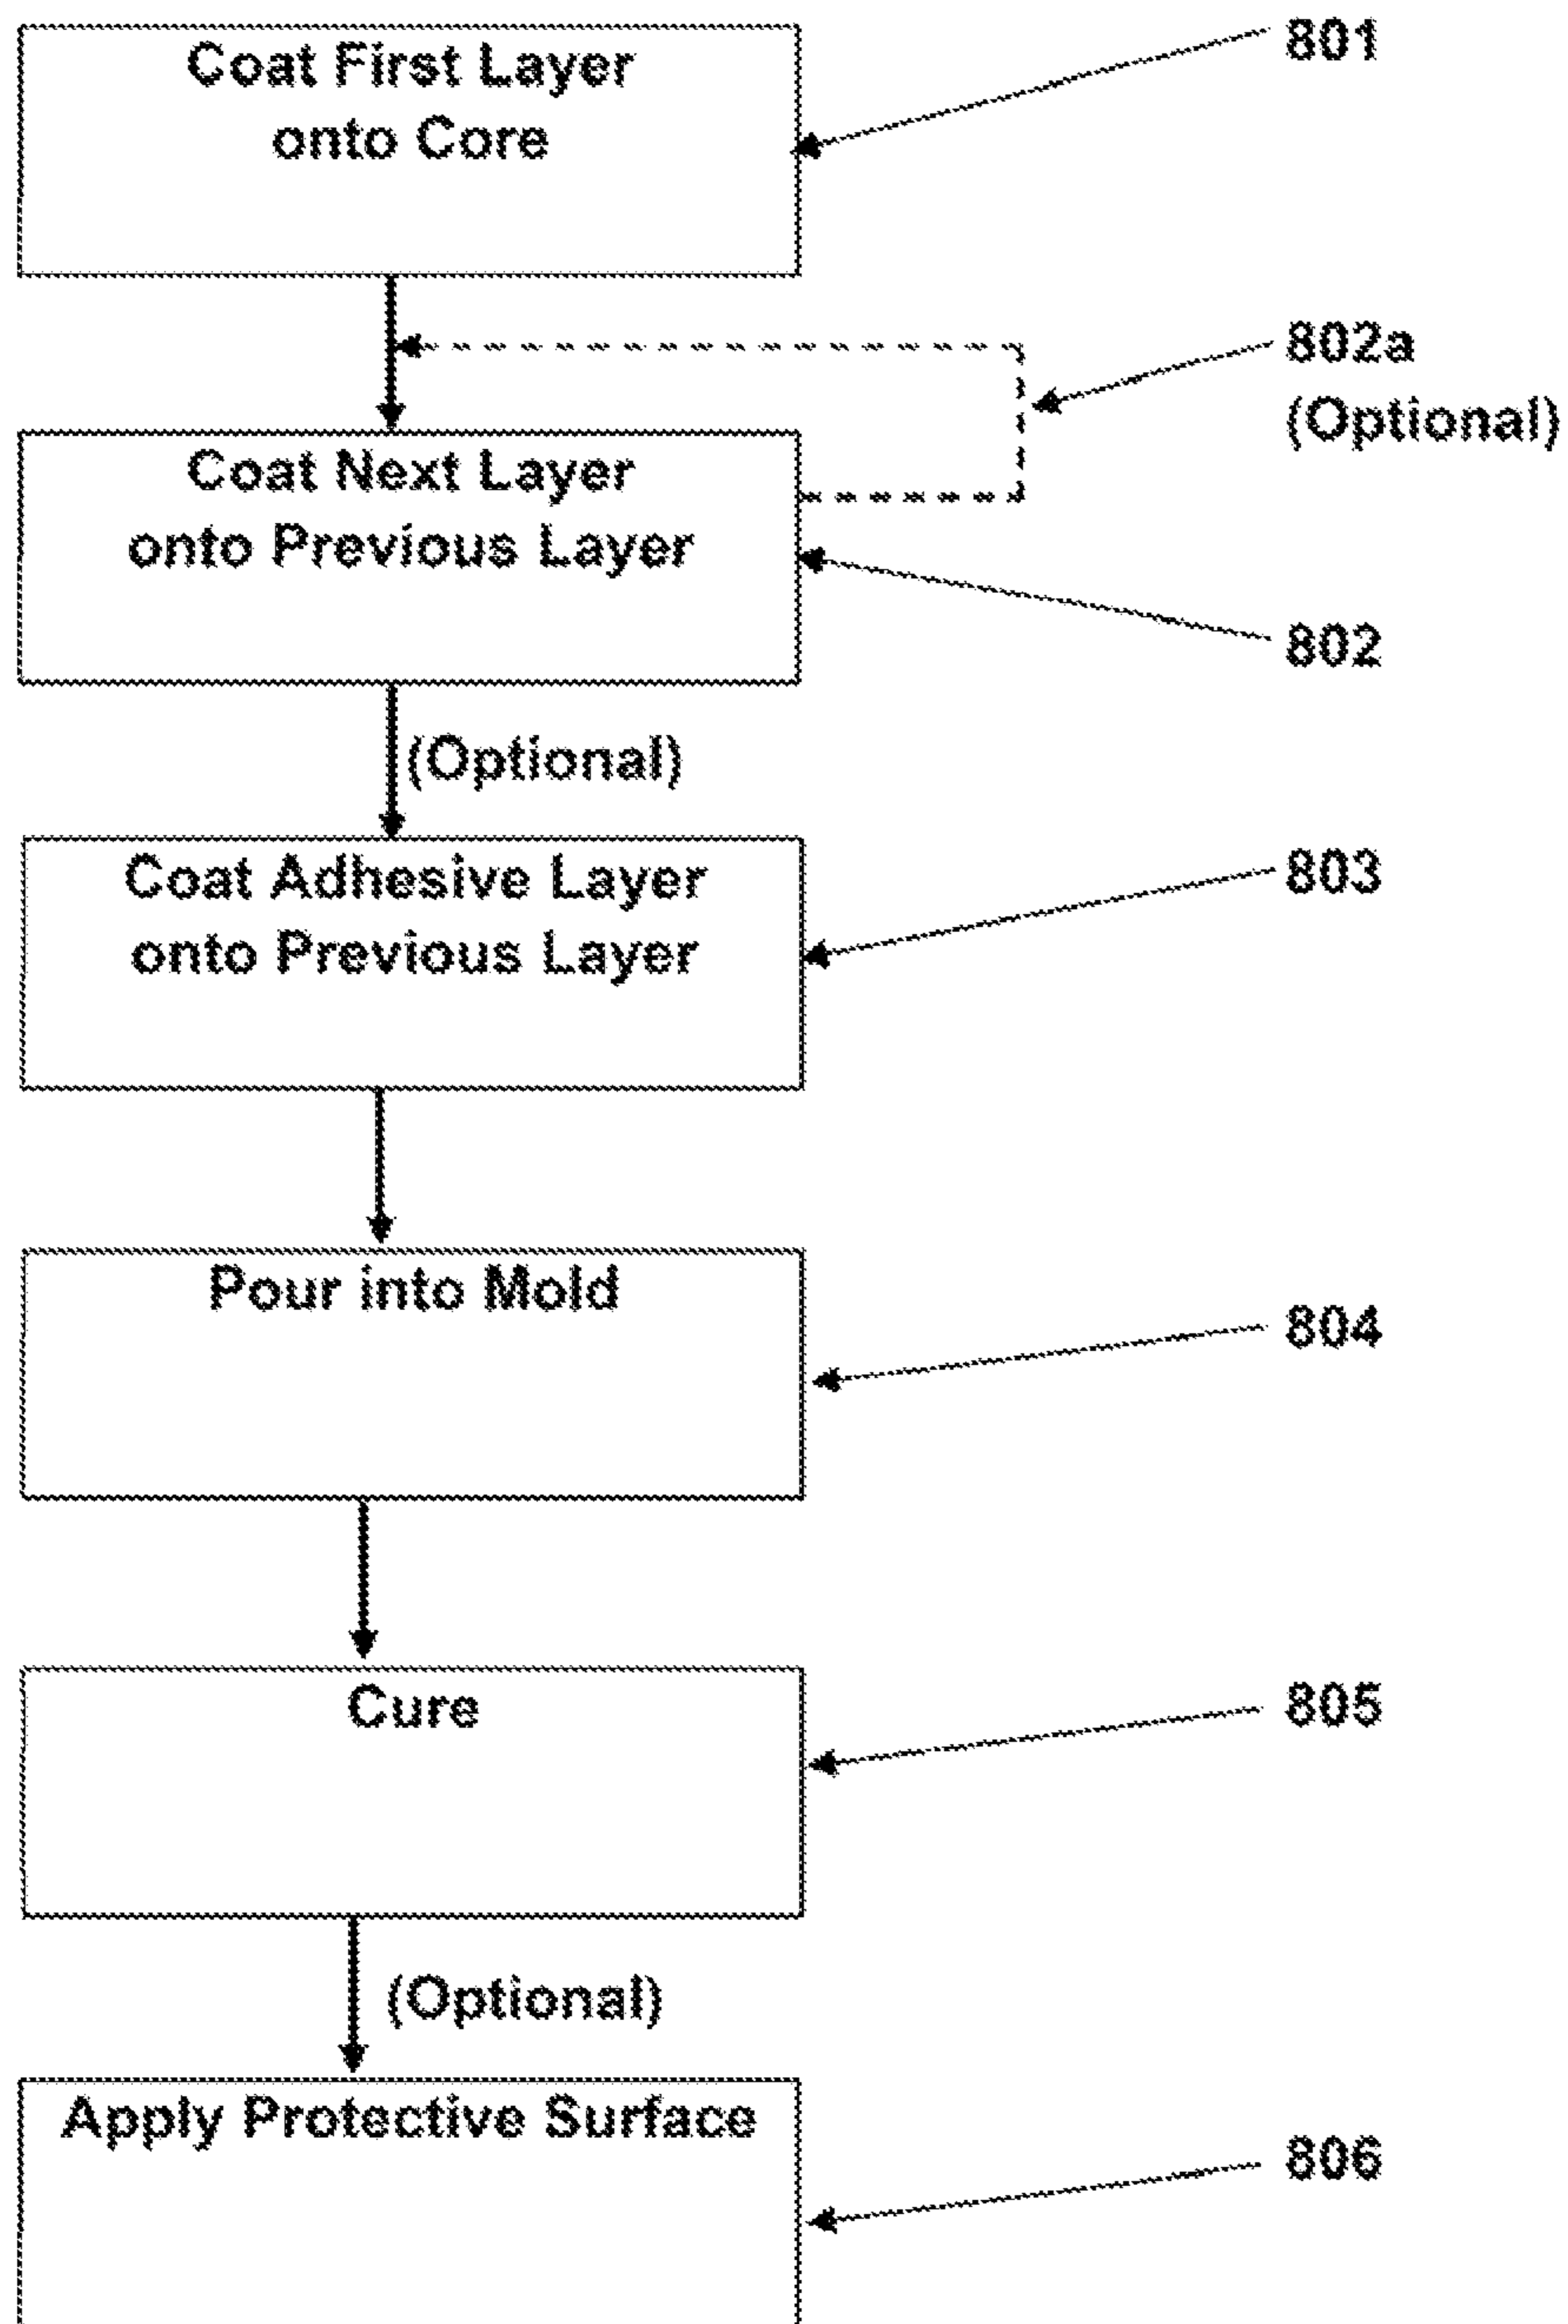 Coat First Layer
onto Core
801
802a
(Optional)
Coat Next Layer
onto Previous Layer
802
(Optional)
Coat Adhesive Layer
onto Previous Layer
803
Pour into Mold
804
Cure
805
(Optional)
Apply Protective Surface
806